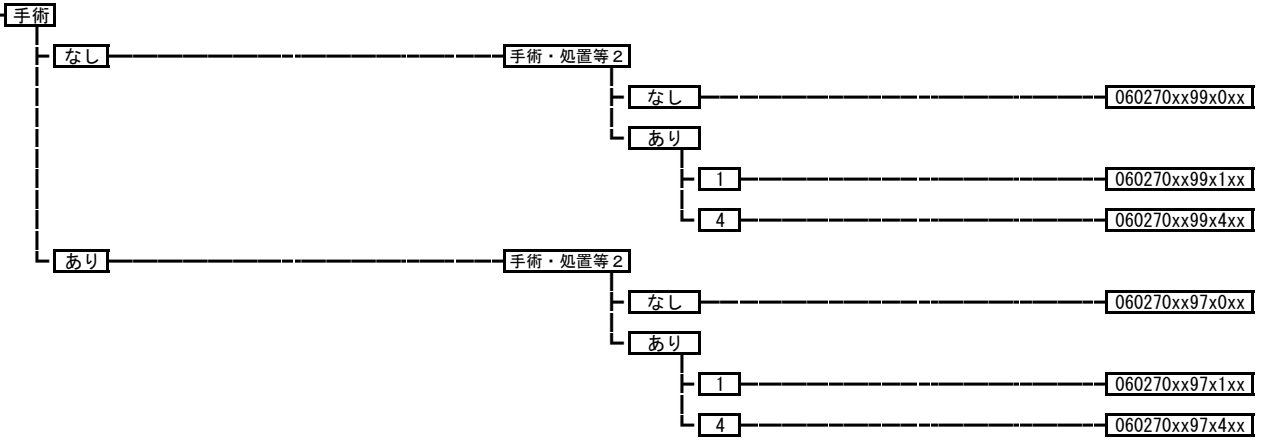 手術
なし 手術・処置等２
なし 060270xx99x0xx
あり
1 060270xx99x1xx
4 060270xx99x4xx
あり 手術・処置等２
なし 060270xx97x0xx
あり
1 060270xx97x1xx
4 060270xx97x4xx